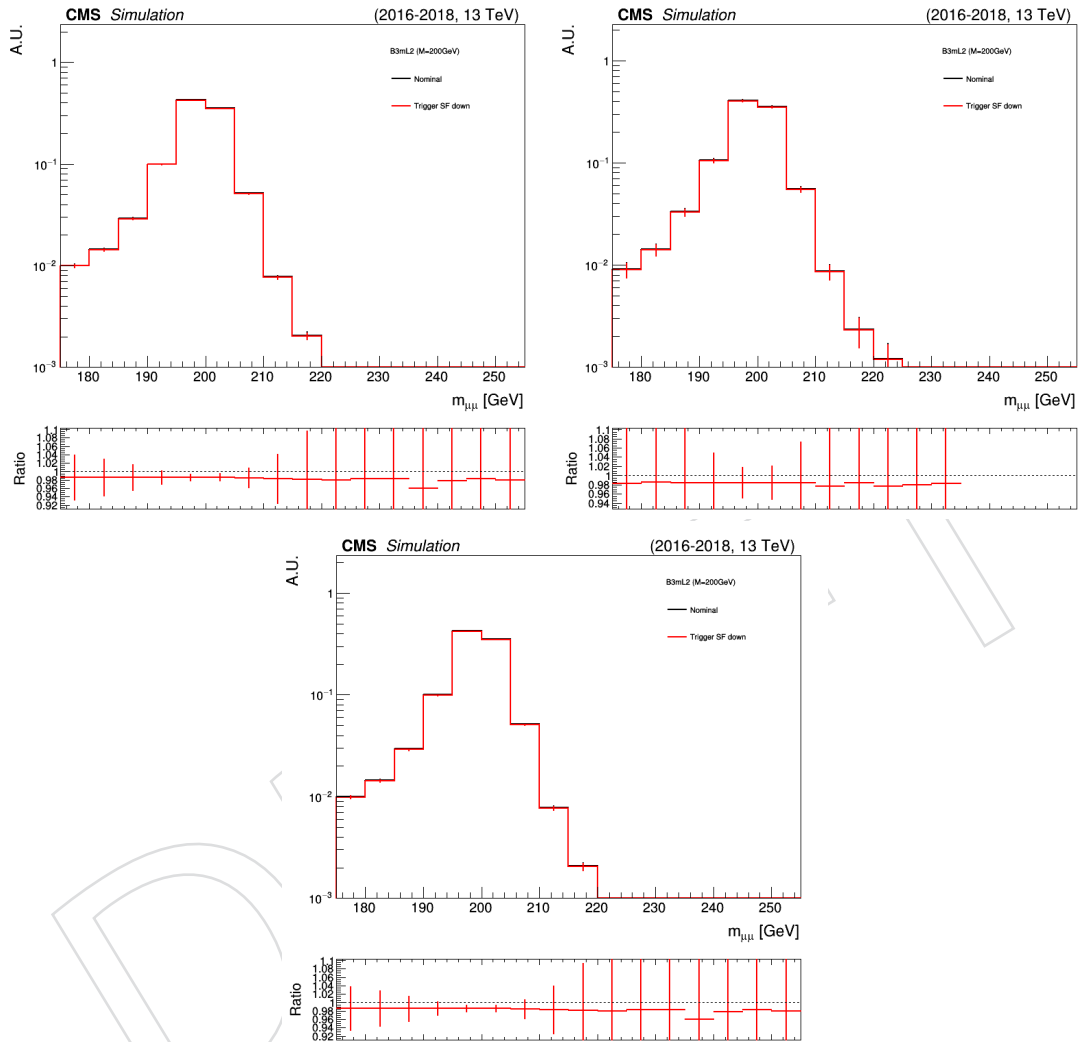 CMS Simulation (2016-2018, 13 TeV)
A.U.
B3mL2 (M=200GeV)
Nominal
Trigger SF down
1
10⁻¹
10⁻²
10⁻³
180 190 200 210 220 230 240 250
m_μμ [GeV]
Ratio
1.1
1.08
1.06
1.04
1.02
1
0.98
0.96
0.94
0.92
CMS Simulation (2016-2018, 13 TeV)
A.U.
B3mL2 (M=200GeV)
Nominal
Trigger SF down
1
10⁻¹
10⁻²
10⁻³
180 190 200 210 220 230 240 250
m_μμ [GeV]
Ratio
1.1
1.08
1.06
1.04
1.02
1
0.98
0.96
0.94
CMS Simulation (2016-2018, 13 TeV)
A.U.
B3mL2 (M=200GeV)
Nominal
Trigger SF down
1
10⁻¹
10⁻²
10⁻³
180 190 200 210 220 230 240 250
m_μμ [GeV]
Ratio
1.1
1.08
1.06
1.04
1.02
1
0.98
0.96
0.94
0.92